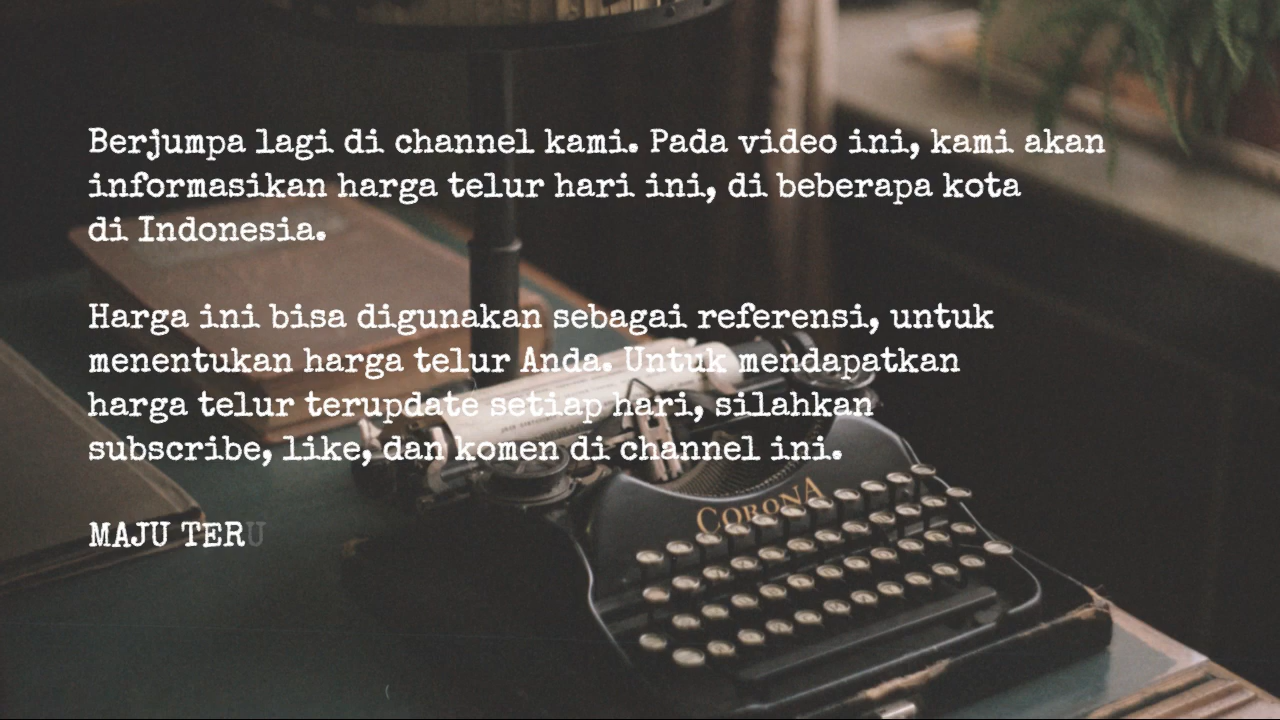 Berjumpa lagi di channel kami. Pada video ini, kami akan
informasikan harga telur hari ini, di beberapa kota
di Indonesia.
Harga ini bisa digunakan sebagai referensi, untuk
menentukan harga telur Anda. Untuk mendapatkan
harga telur terupdate setiap hari, silahkan
subscribe, like, dan komen di channel ini.
MAJU TERU
CORONA